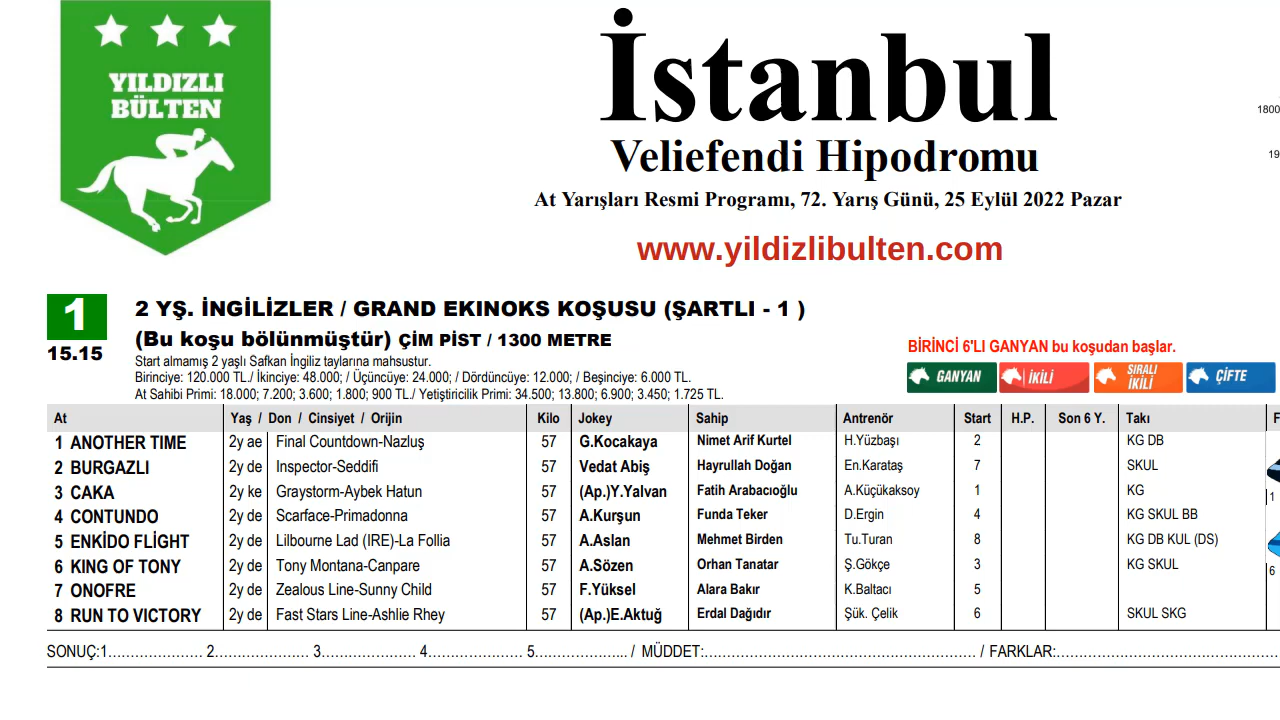 YILDIZLI
BÜLTEN
İstanbul
Veliefendi Hipodromu
At Yarışları Resmi Programı, 72. Yarış Günü, 25 Eylül 2022 Pazar
www.yildizlibulten.com
1800
19
1
15.15
2 YŞ. İNGİLİZLER / GRAND EKINOKS KOŞUSU (ŞARTLI - 1 )
(Bu koşu bölünmüştür) ÇİM PİST / 1300 METRE
Start almamış 2 yaşlı Safkan İngiliz taylarına mahsustur.
Birinciye: 120.000 TL./ İkinciye: 48.000; / Üçüncüye: 24.000; / Dördüncüye: 12.000; / Beşinciye: 6.000 TL.
At Sahibi Primi: 18.000; 7.200; 3.600; 1.800; 900 TL./ Yetiştiricilik Primi: 34.500; 13.800; 6.900; 3.450; 1.725 TL.
BİRİNCİ 6'LI GANYAN bu koşudan başlar.
GANYAN İKİLİ SIRALI İKİLİ ÇİFTE
At Yaş / Don / Cinsiyet / Orijin Kilo Jokey Sahip Antrenör Start H.P. Son 6 Y. Takı F
1 ANOTHER TIME 2y ae Final Countdown-Nazluş 57 G.Kocakaya Nimet Arif Kurtel H.Yüzbaşı 2 KG DB
2 BURGAZLI 2y de Inspector-Seddifi 57 Vedat Abiş Hayrullah Doğan En.Karataş 7 SKUL
3 CAKA 2y ke Graystorm-Aybek Hatun 57 (Ap.)Y.Yalvan Fatih Arabacıoğlu A.Küçükaksoy 1 KG 1
4 CONTUNDO 2y de Scarface-Primadonna 57 A.Kurşun Funda Teker D.Ergin 4 KG SKUL BB
5 ENKİDO FLİGHT 2y de Lilbourne Lad (IRE)-La Follia 57 A.Aslan Mehmet Birden Tu.Turan 8 KG DB KUL (DS)
6 KING OF TONY 2y de Tony Montana-Canpare 57 A.Sözen Orhan Tanatar Ş.Gökçe 3 KG SKUL 6
7 ONOFRE 2y de Zealous Line-Sunny Child 57 F.Yüksel Alara Bakır K.Baltacı 5
8 RUN TO VICTORY 2y de Fast Stars Line-Ashlie Rhey 57 (Ap.)E.Aktuğ Erdal Dağıdır Şük. Çelik 6 SKUL SKG
SONUÇ:1..................... 2..................... 3..................... 4..................... 5..................... / MÜDDET:............................................................ / FARKLAR:..................................................